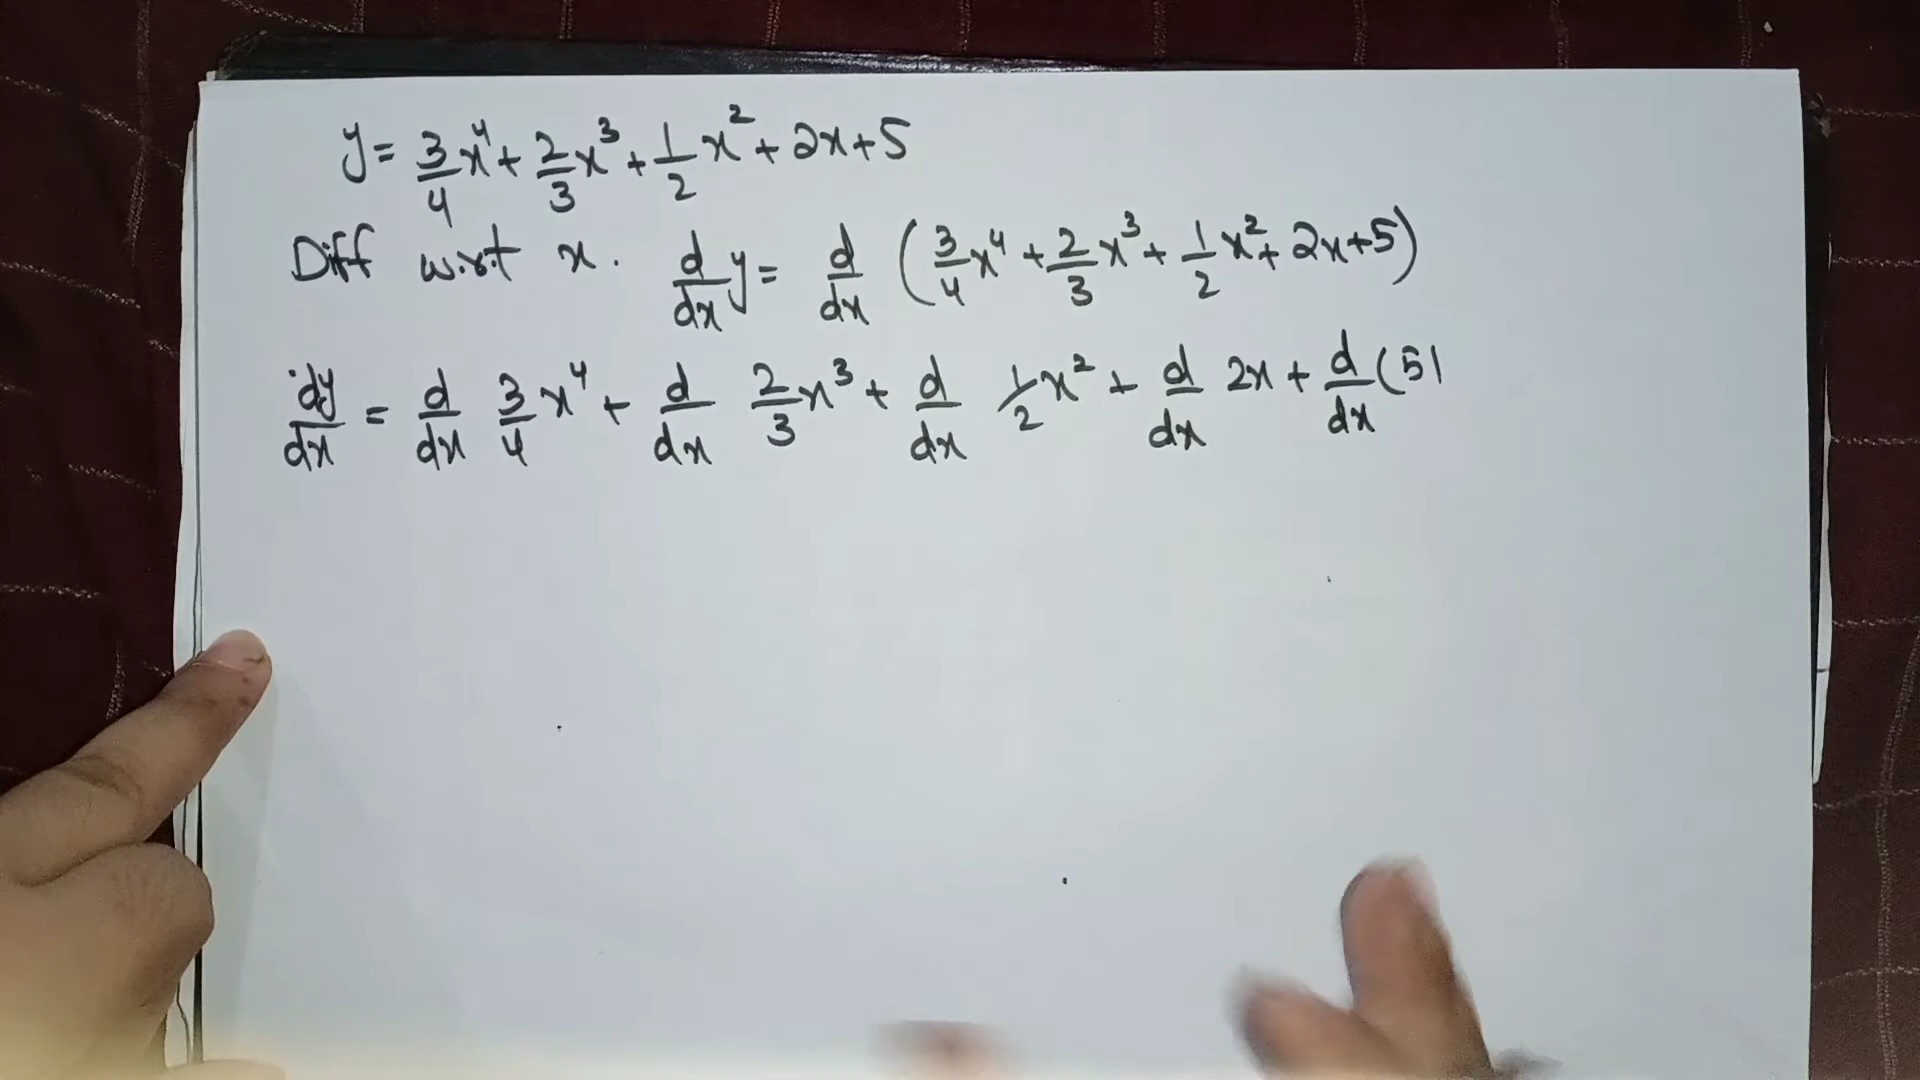 y = 3/4 x⁴ + 2/3 x³ + 1/2 x² + 2x + 5
Diff w.r.t x. d/dx y = d/dx (3/4 x⁴ + 2/3 x³ + 1/2 x² + 2x + 5)
dy/dx = d/dx 3/4 x⁴ + d/dx 2/3 x³ + d/dx 1/2 x² + d/dx 2x + d/dx (5)